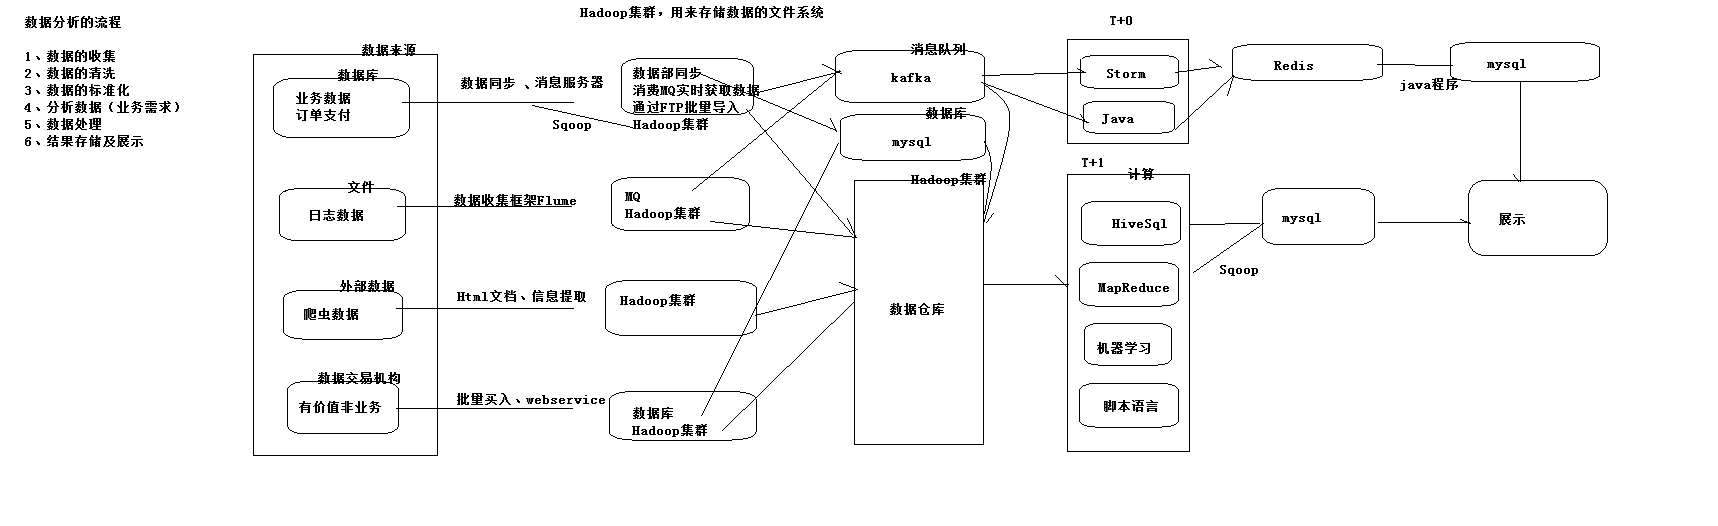 数据分析的流程
1、数据的收集
2、数据的清洗
3、数据的标准化
4、分析数据（业务需求）
5、数据处理
6、结果存储及展示
Hadoop集群，用来存储数据的文件系统
数据来源
数据库
业务数据
订单支付
文件
日志数据
外部数据
爬虫数据
数据交易机构
有价值非业务
数据同步 、消息服务器
Sqoop
数据收集框架Flume
Html文档、信息提取
批量买入、webservice
数据部同步
消费MQ实时获取数据
通过FTP批量导入
Hadoop集群
MQ
Hadoop集群
Hadoop集群
数据库
Hadoop集群
消息队列
kafka
数据库
mysql
Hadoop集群
数据仓库
T+0
Storm
Java
T+1
计算
HiveSql
MapReduce
机器学习
脚本语言
Redis
java程序
mysql
Sqoop
mysql
展示